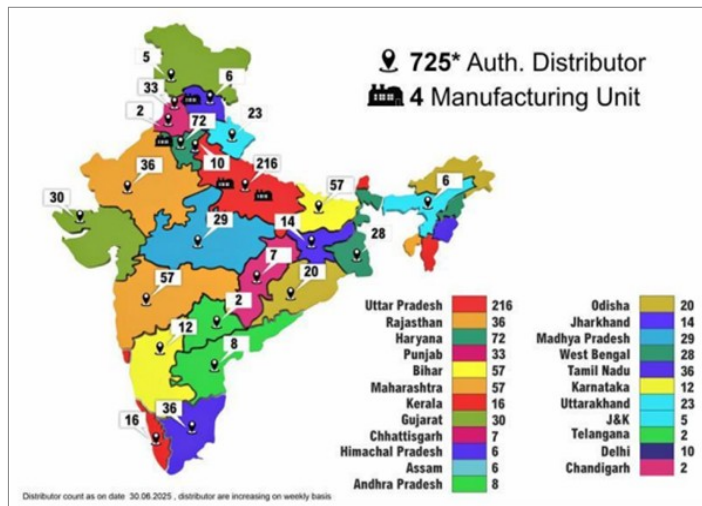 725* Auth. Distributor
4 Manufacturing Unit
5
33
6
2
72
23
10
216
36
6
57
30
29
14
28
7
20
57
2
12
8
16
36
Uttar Pradesh 216
Rajasthan 36
Haryana 72
Punjab 33
Bihar 57
Maharashtra 57
Kerala 16
Gujarat 30
Chhattisgarh 7
Himachal Pradesh 6
Assam 6
Andhra Pradesh 8
Odisha 20
Jharkhand 14
Madhya Pradesh 29
West Bengal 28
Tamil Nadu 36
Karnataka 12
Uttarakhand 23
J&K 5
Telangana 2
Delhi 10
Chandigarh 2
Distributor count as on date 30.06.2025 , distributor are increasing on weekly basis